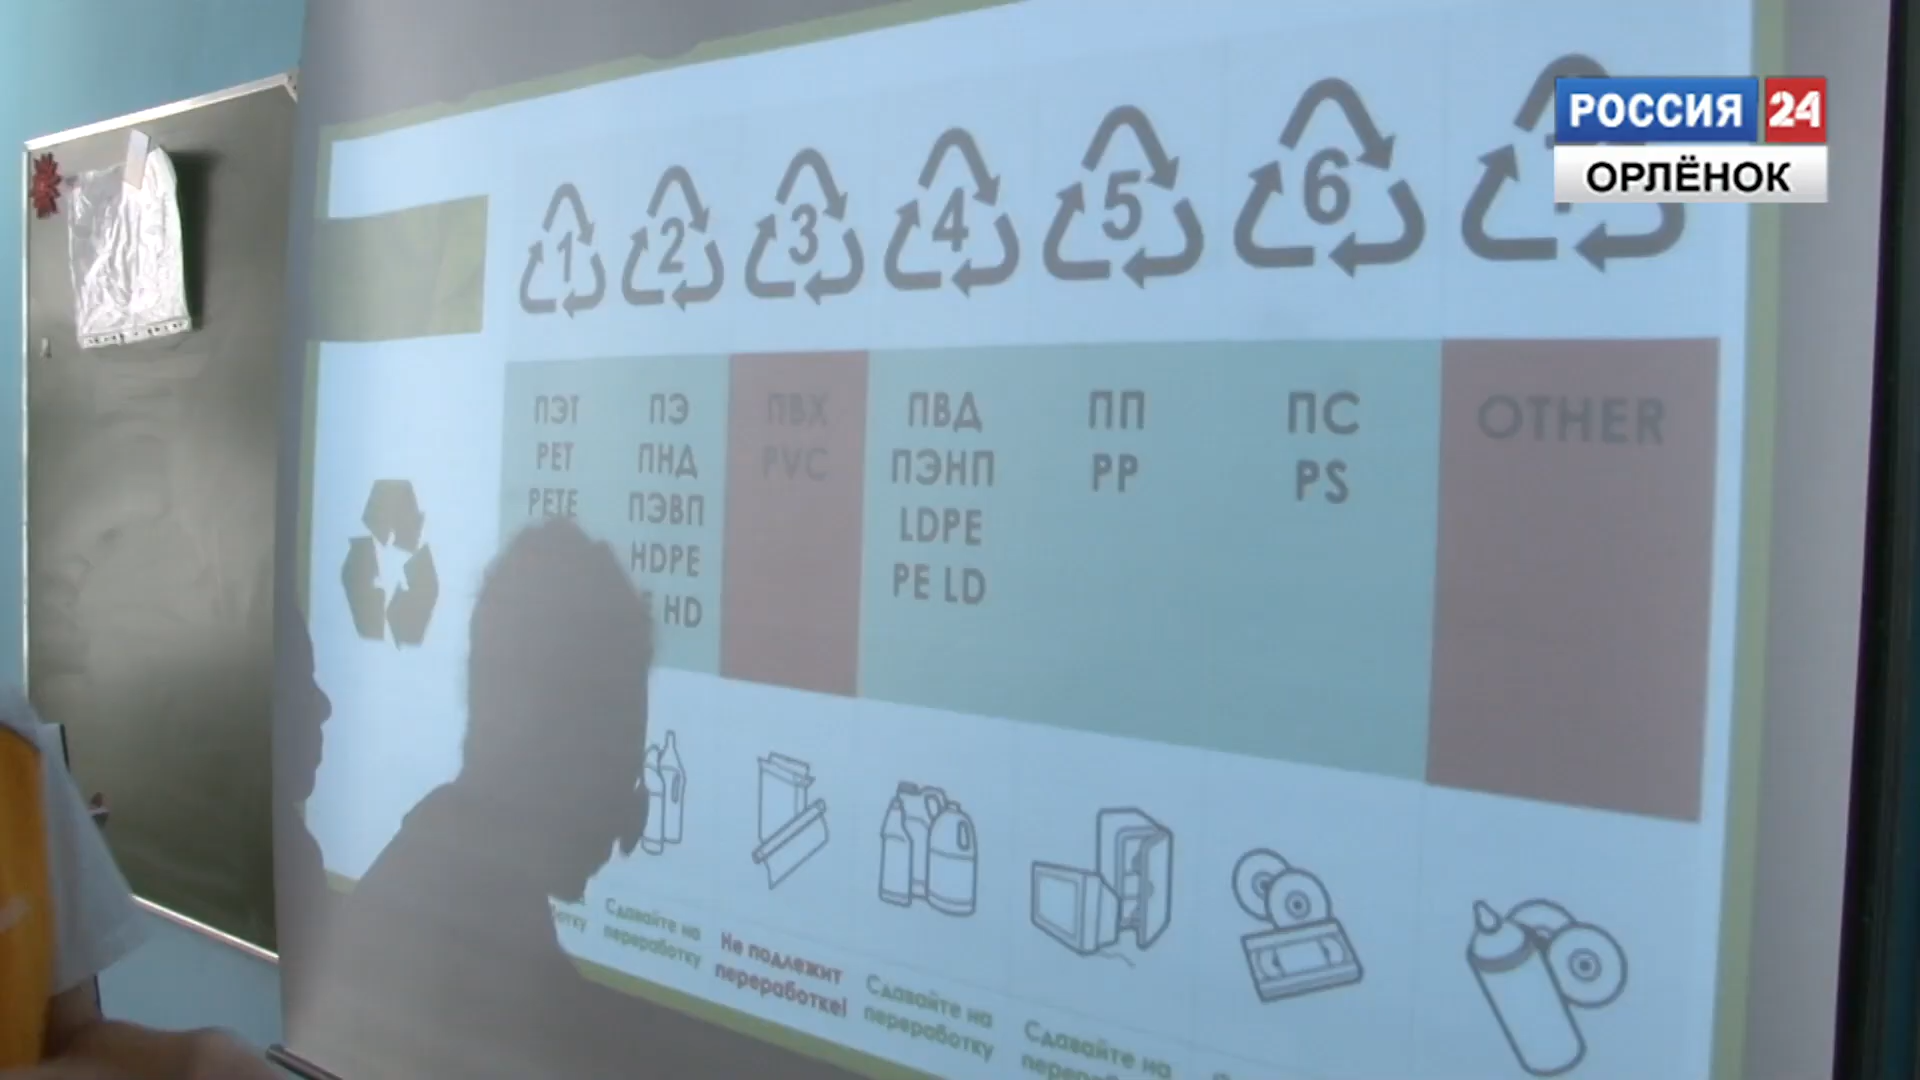 РОССИЯ 24
ОРЛЁНОК
1 2 3 4 5 6
ПЭТ
PET
PETE
ПЭ
ПНД
ПЭВП
HDPE
HD
ПВХ
PVC
ПВД
ПЭНП
LDPE
PE LD
ПП
PP
ПС
PS
OTHER
Сдавайте на
переработку
Не подлежит
переработке!
Сдавайте на
переработку
Сдавайте на